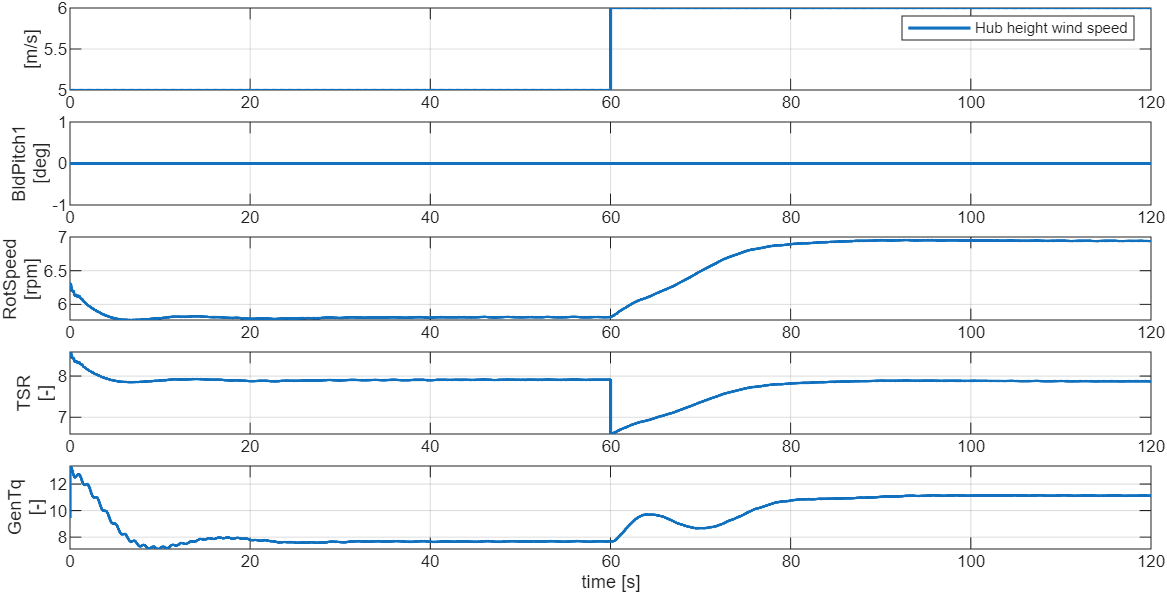 6
5.5
5
[m/s]
Hub height wind speed
0 20 40 60 80 100 120
1
0
-1
BldPitch1
[deg]
0 20 40 60 80 100 120
7
6.5
6
RotSpeed
[rpm]
0 20 40 60 80 100 120
8
7
TSR
[-]
0 20 40 60 80 100 120
12
10
8
GenTq
[-]
0 20 40 60 80 100 120
time [s]